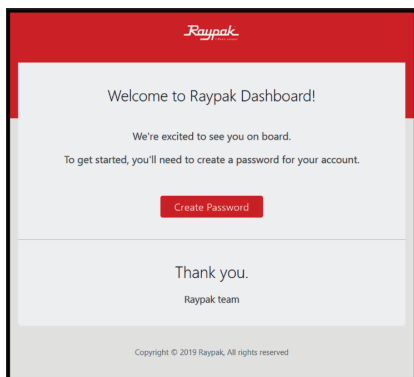 Raypak
Welcome to Raypak Dashboard!
We're excited to see you on board.
To get started, you'll need to create a password for your account.
Create Password
Thank you.
Raypak team
Copyright © 2019 Raypak, All rights reserved